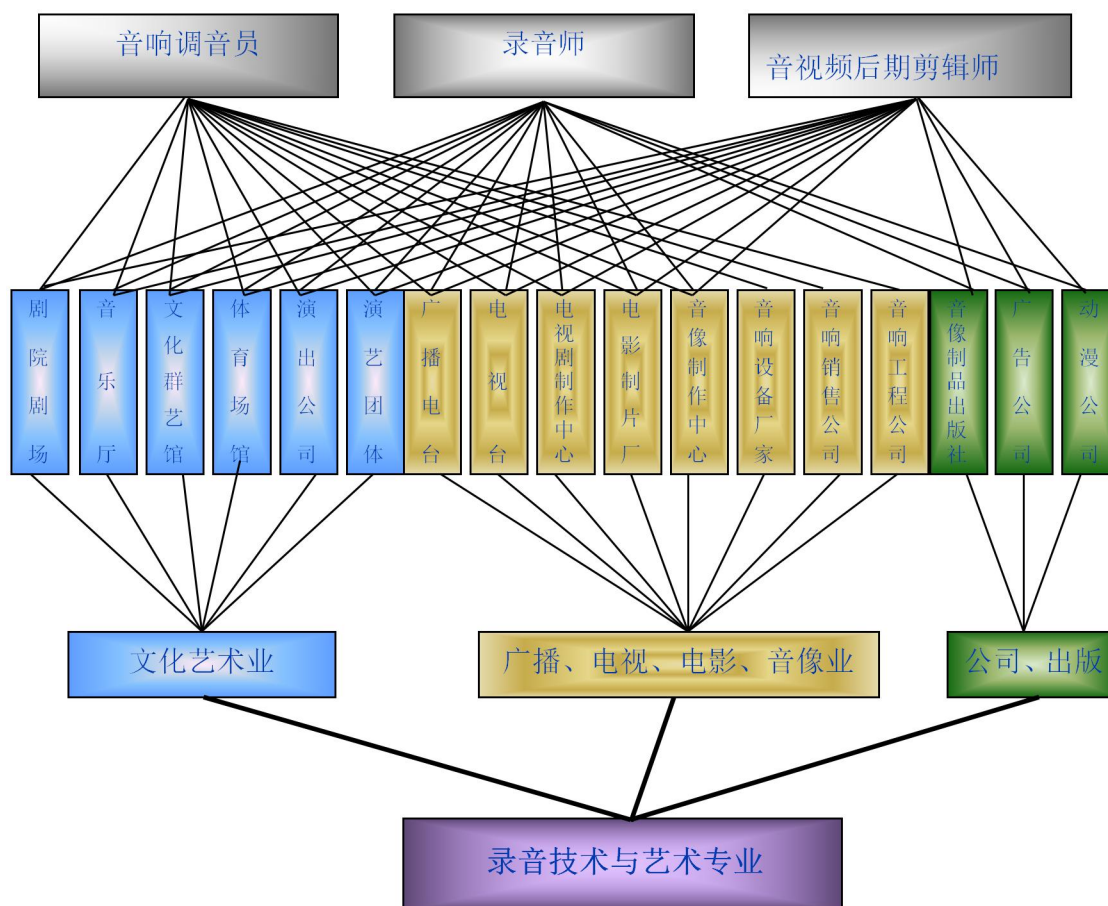 音响调音员
录音师
音视频后期剪辑师
剧院剧场
音乐厅
文化群艺馆
体育场馆
演出公司
演艺团体
广播电台
电视台
电视剧制作中心
电影制片厂
音像制作中心
音响设备厂家
音响销售公司
音响工程公司
音像制品出版社
广告公司
动漫公司
文化艺术业
广播、电视、电影、音像业
公司、出版
录音技术与艺术专业